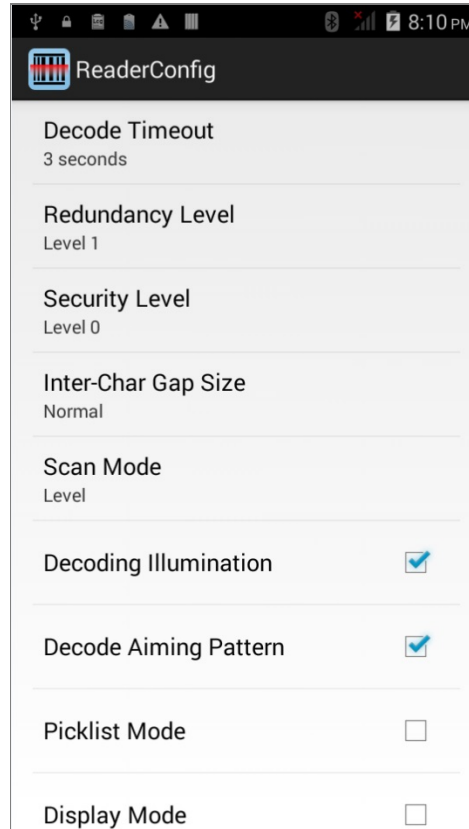 8:10 PM
ReaderConfig
Decode Timeout
3 seconds
Redundancy Level
Level 1
Security Level
Level 0
Inter-Char Gap Size
Normal
Scan Mode
Level
Decoding Illumination
Decode Aiming Pattern
Picklist Mode
Display Mode